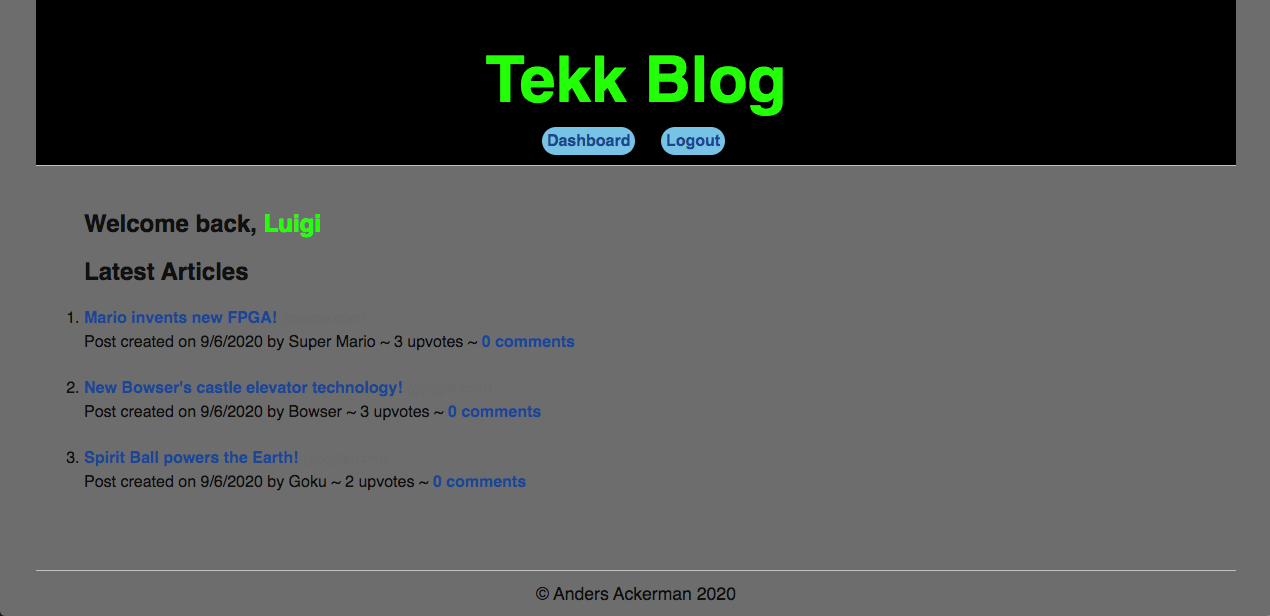 Tekk Blog
Dashboard Logout
Welcome back, Luigi
Latest Articles
1. Mario invents new FPGA!
Post created on 9/6/2020 by Super Mario ~ 3 upvotes ~ 0 comments
2. New Bowser's castle elevator technology!
Post created on 9/6/2020 by Bowser ~ 3 upvotes ~ 0 comments
3. Spirit Ball powers the Earth!
Post created on 9/6/2020 by Goku ~ 2 upvotes ~ 0 comments
© Anders Ackerman 2020